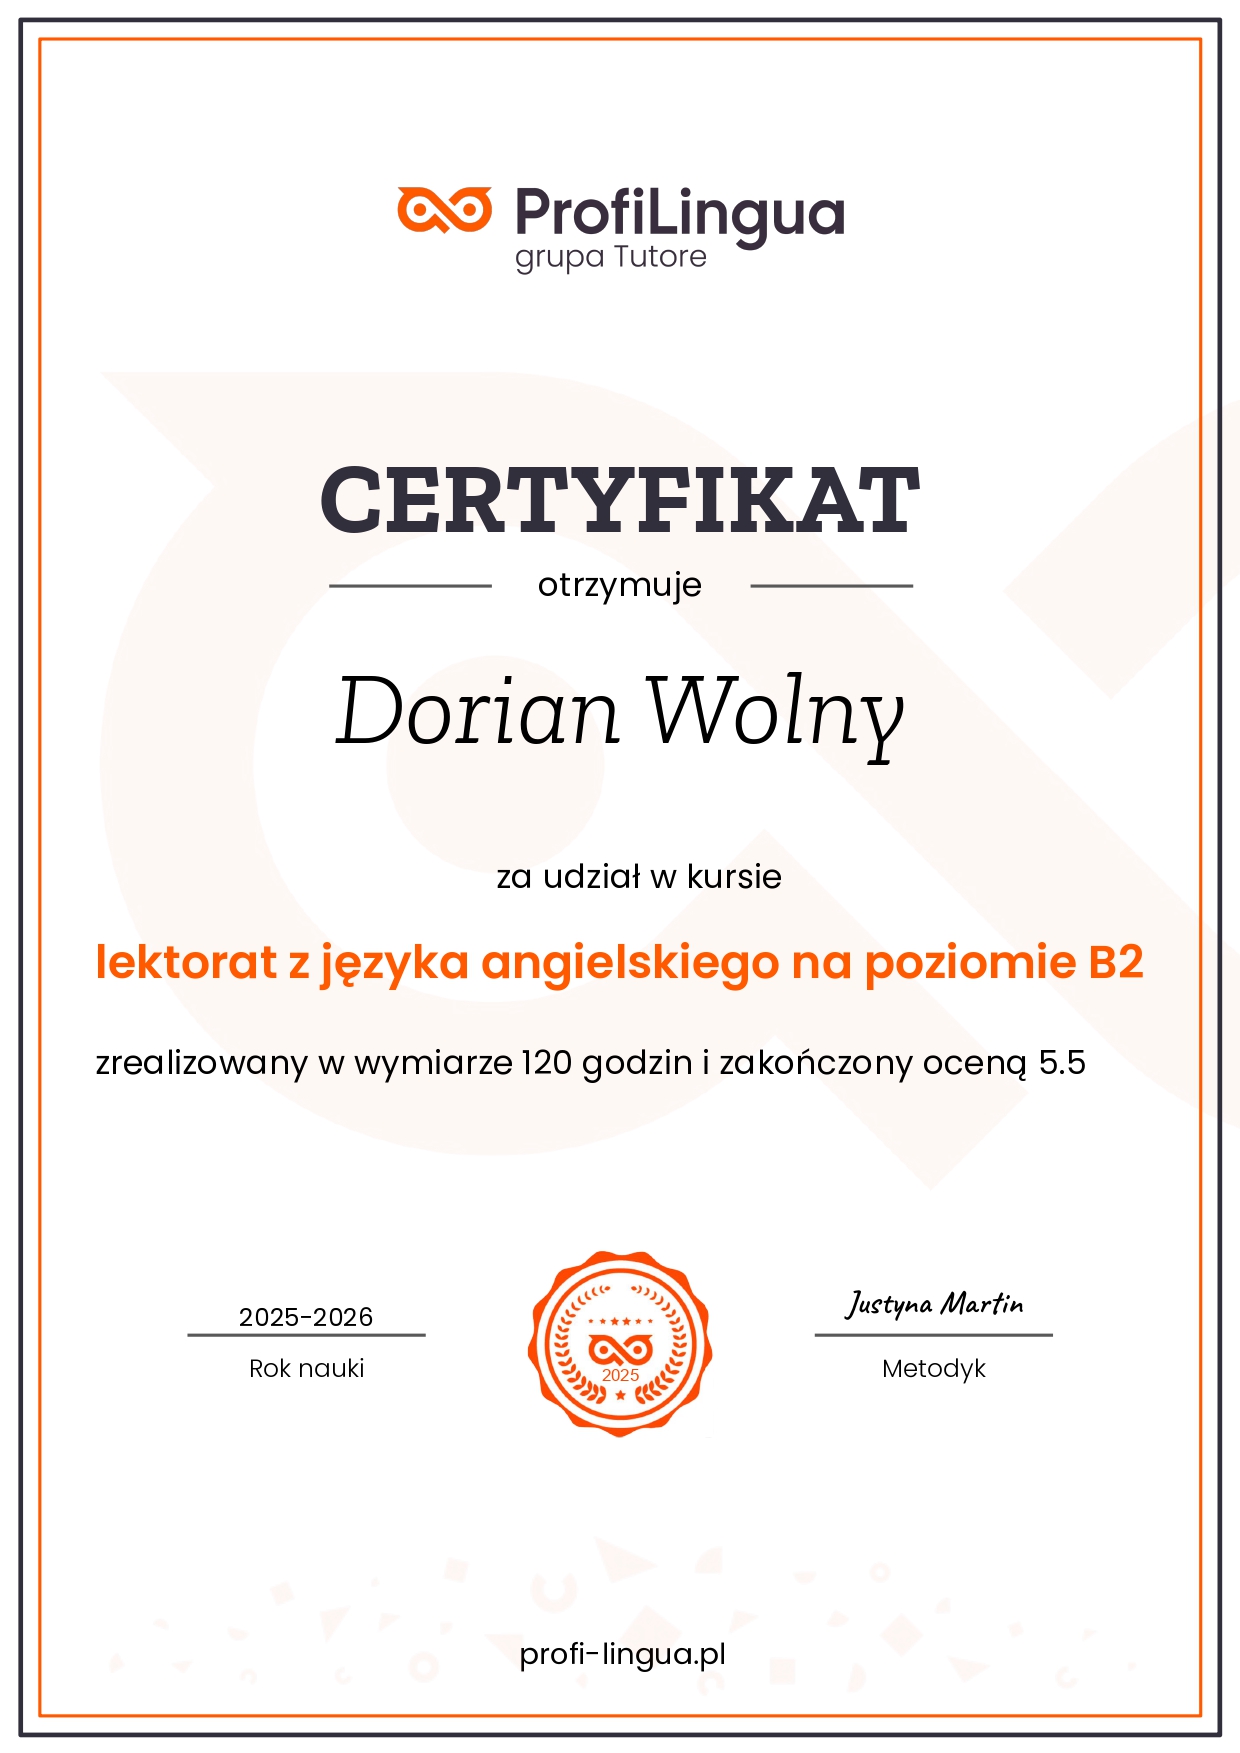 ProfiLingua
grupa Tutore
CERTYFIKAT
otrzymuje
Dorian Wolny
za udział w kursie
lektorat z języka angielskiego na poziomie B2
zrealizowany w wymiarze 120 godzin i zakończony oceną 5.5
2025-2026
Rok nauki
2025
Justyna Martin
Metodyk
profi-lingua.pl